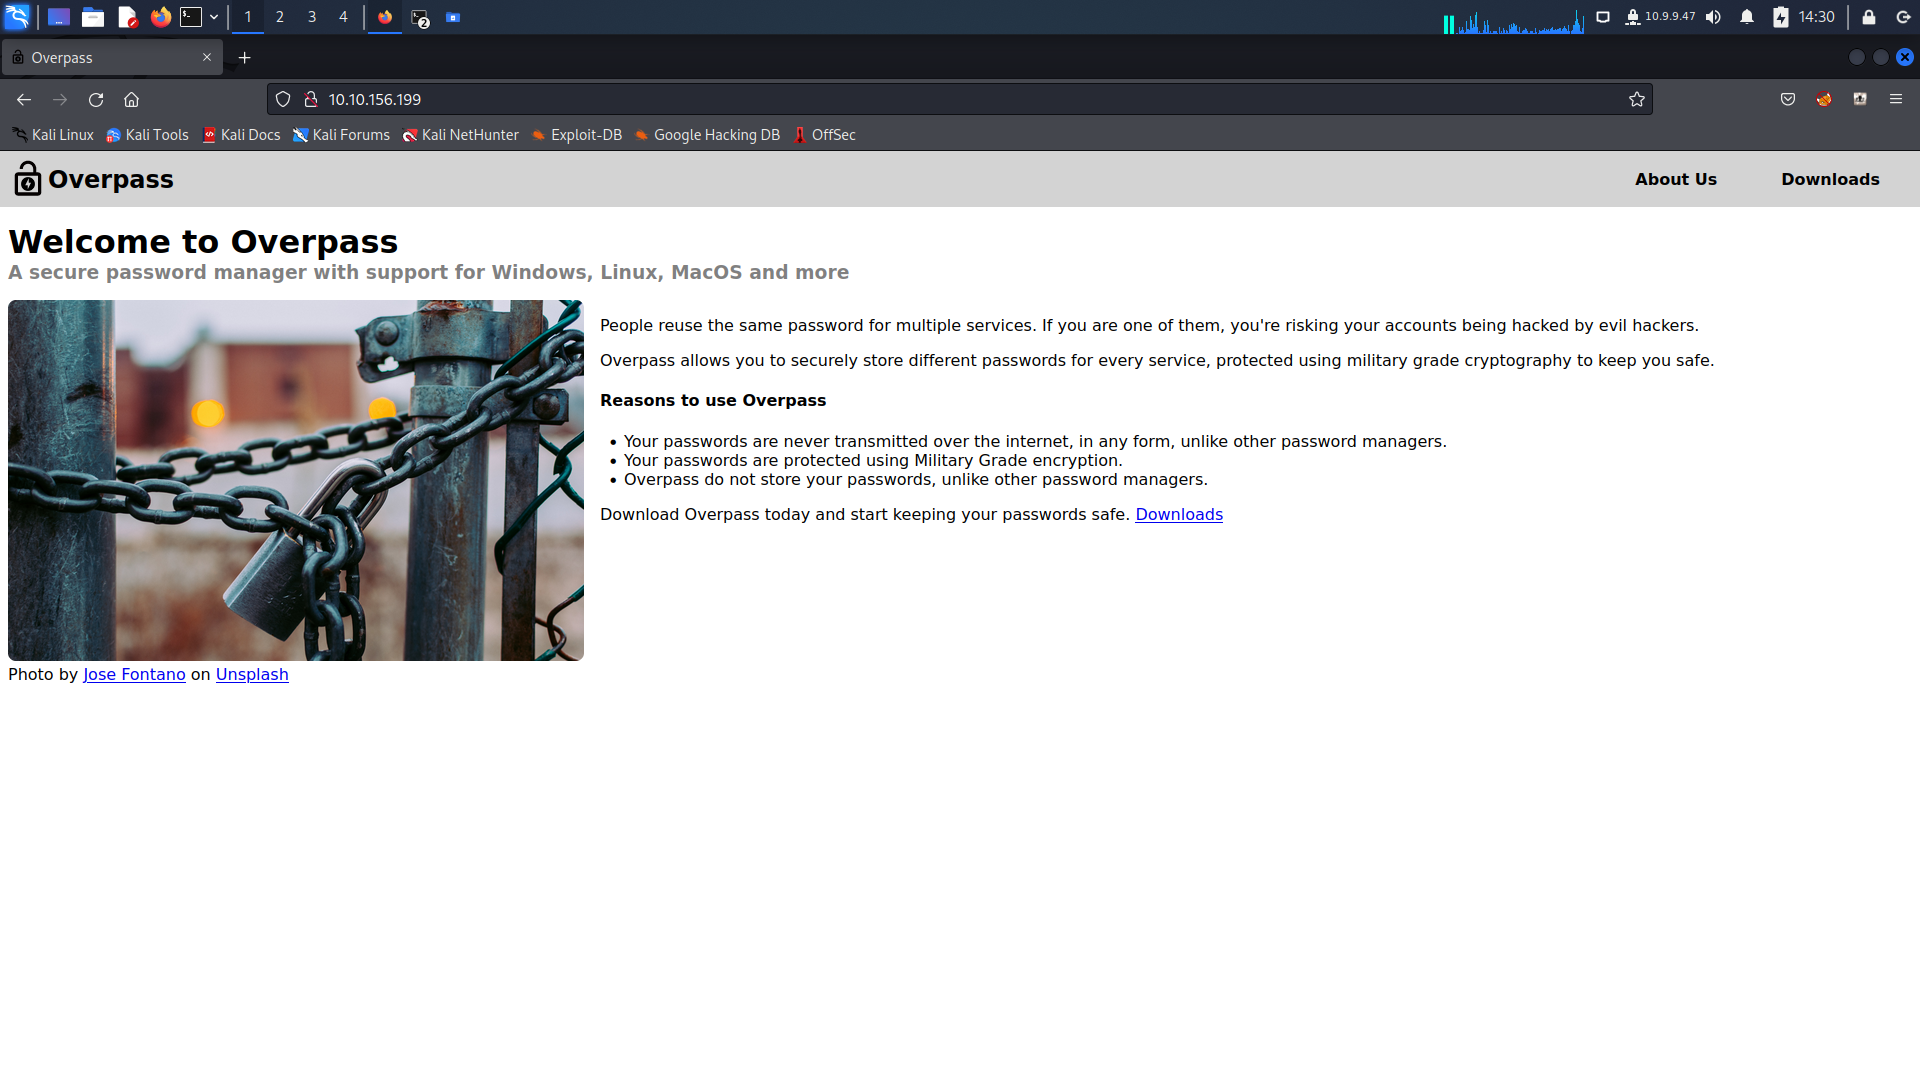 1 2 3 4 2 10.9.9.47 14:30
Overpass
10.10.156.199
Kali Linux Kali Tools Kali Docs Kali Forums Kali NetHunter Exploit-DB Google Hacking DB OffSec
Overpass About Us Downloads
Welcome to Overpass
A secure password manager with support for Windows, Linux, MacOS and more
People reuse the same password for multiple services. If you are one of them, you're risking your accounts being hacked by evil hackers.
Overpass allows you to securely store different passwords for every service, protected using military grade cryptography to keep you safe.
Reasons to use Overpass
• Your passwords are never transmitted over the internet, in any form, unlike other password managers.
• Your passwords are protected using Military Grade encryption.
• Overpass do not store your passwords, unlike other password managers.
Download Overpass today and start keeping your passwords safe. Downloads
Photo by Jose Fontano on Unsplash